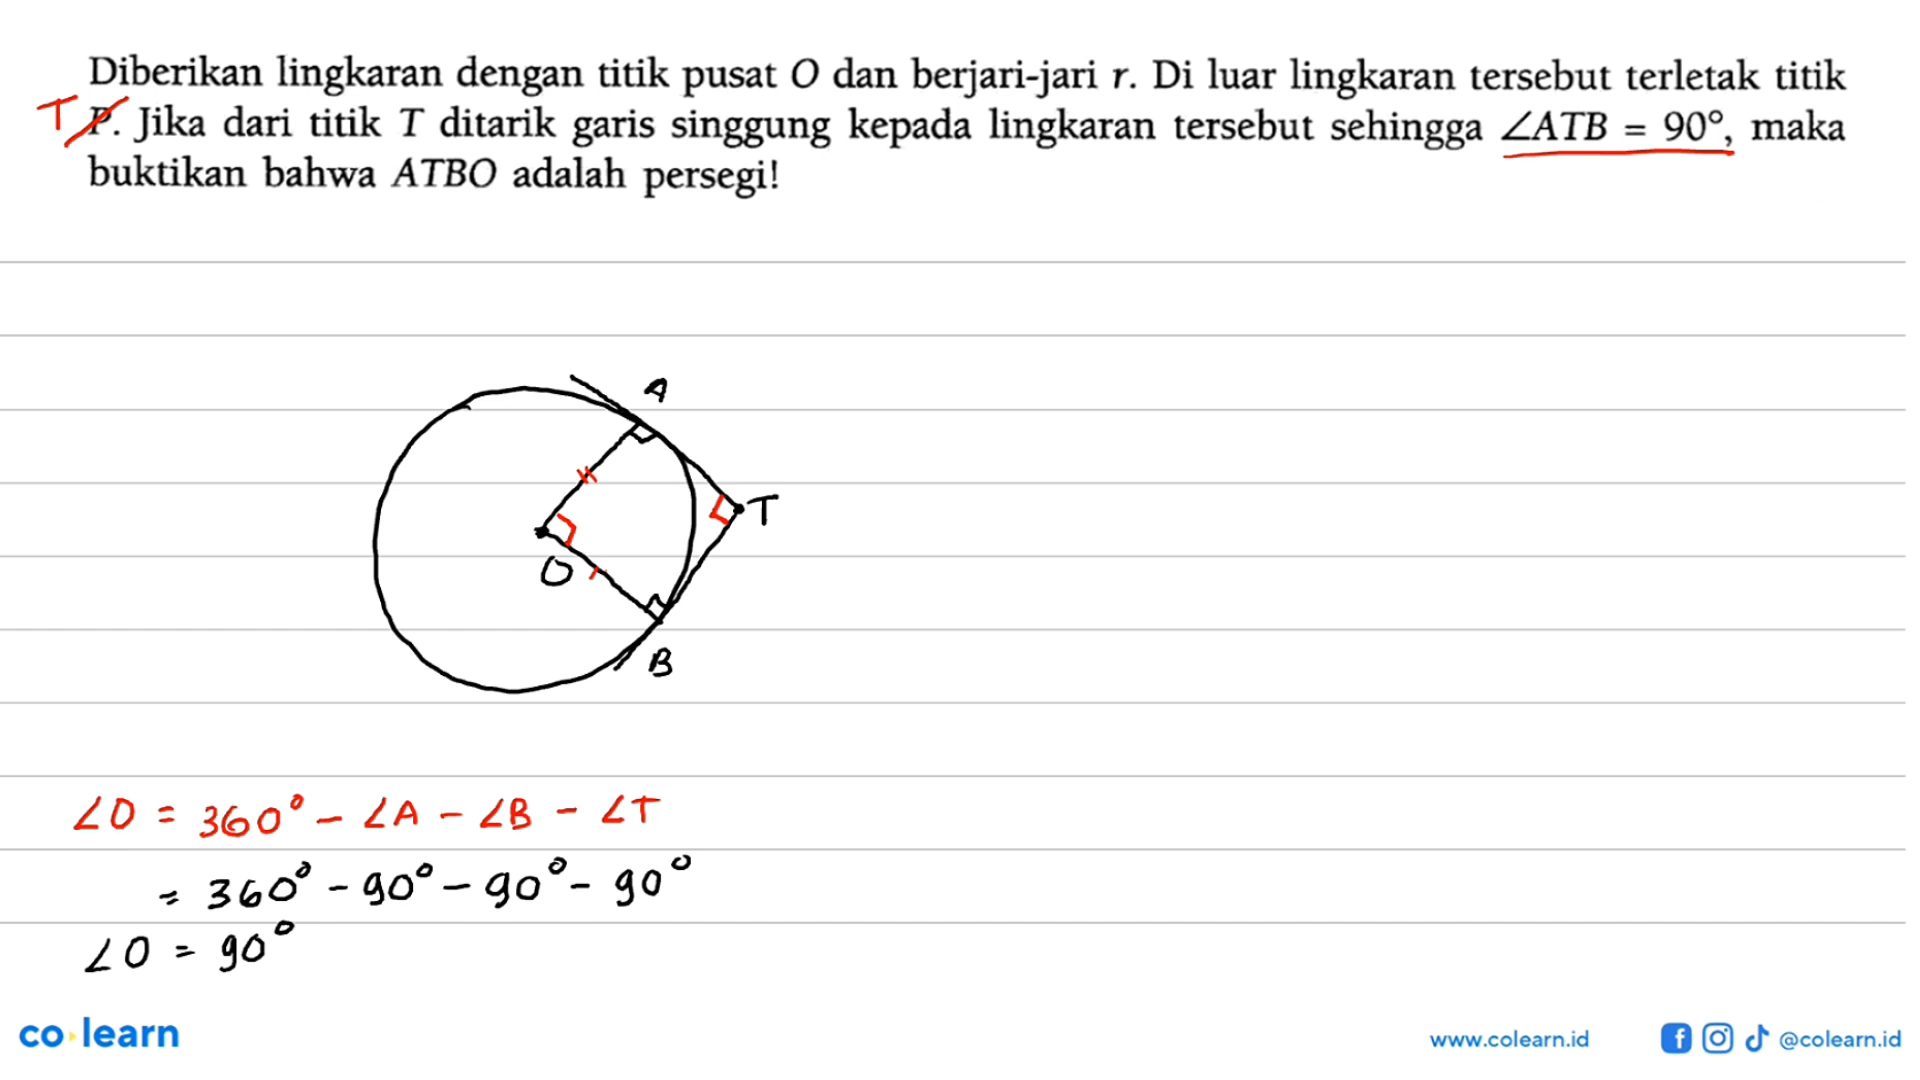 Diberikan lingkaran dengan titik pusat O dan berjari-jari r. Di luar lingkaran tersebut terletak titik
T P. Jika dari titik T ditarik garis singgung kepada lingkaran tersebut sehingga ∠ATB = 90°, maka
buktikan bahwa ATBO adalah persegi!
A
T
O
B
∠O = 360° - ∠A - ∠B - ∠T
= 360° - 90° - 90° - 90°
∠O = 90°
co learn
www.colearn.id
@colearn.id